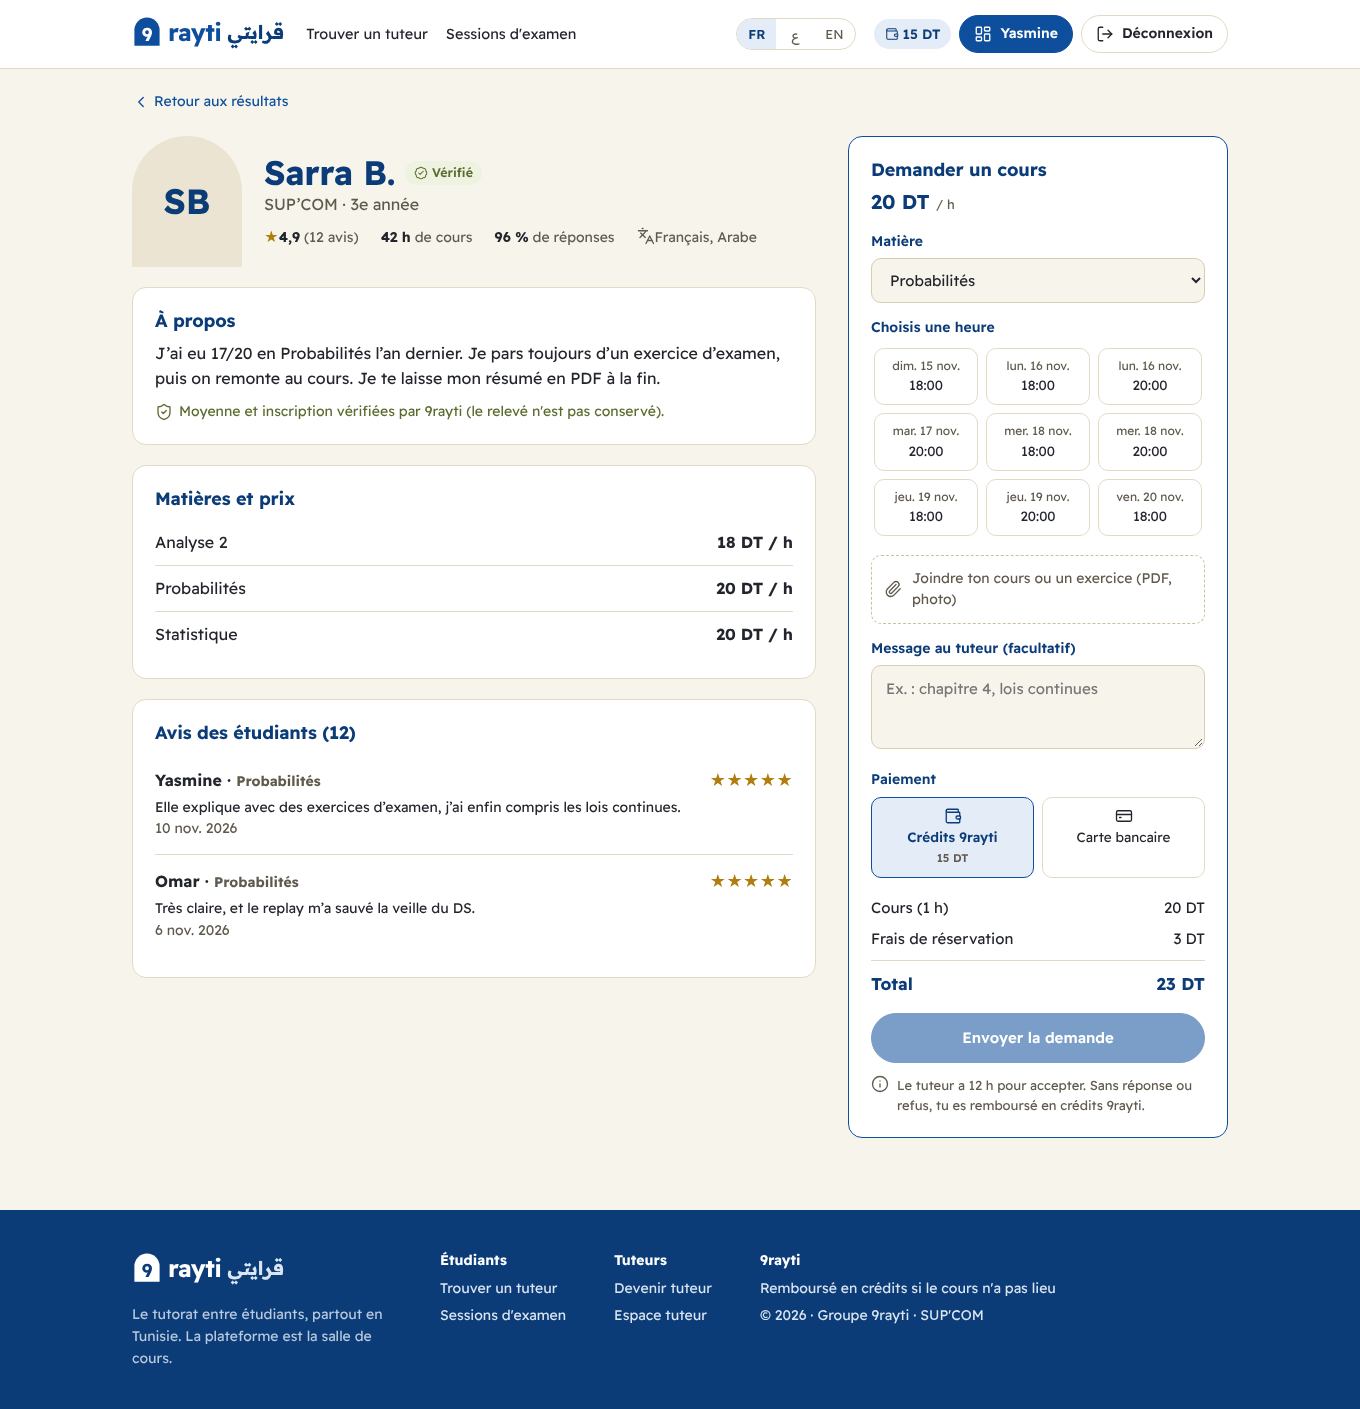 9 rayti قرايتي
Trouver un tuteur
Sessions d'examen
FR
ع
EN
15 DT
Yasmine
Déconnexion
Retour aux résultats
SB
Sarra B.
Vérifié
SUP’COM · 3e année
★4,9 (12 avis) 42 h de cours 96 % de réponses Français, Arabe
À propos
J’ai eu 17/20 en Probabilités l’an dernier. Je pars toujours d’un exercice d’examen,
puis on remonte au cours. Je te laisse mon résumé en PDF à la fin.
Moyenne et inscription vérifiées par 9rayti (le relevé n'est pas conservé).
Matières et prix
Analyse 2 18 DT / h
Probabilités 20 DT / h
Statistique 20 DT / h
Avis des étudiants (12)
Yasmine · Probabilités ★★★★★
Elle explique avec des exercices d’examen, j’ai enfin compris les lois continues.
10 nov. 2026
Omar · Probabilités ★★★★★
Très claire, et le replay m’a sauvé la veille du DS.
6 nov. 2026
Demander un cours
20 DT / h
Matière
Probabilités
Choisis une heure
dim. 15 nov.
18:00
lun. 16 nov.
18:00
lun. 16 nov.
20:00
mar. 17 nov.
20:00
mer. 18 nov.
18:00
mer. 18 nov.
20:00
jeu. 19 nov.
18:00
jeu. 19 nov.
20:00
ven. 20 nov.
18:00
Joindre ton cours ou un exercice (PDF,
photo)
Message au tuteur (facultatif)
Ex. : chapitre 4, lois continues
Paiement
Crédits 9rayti
15 DT
Carte bancaire
Cours (1 h) 20 DT
Frais de réservation 3 DT
Total 23 DT
Envoyer la demande
Le tuteur a 12 h pour accepter. Sans réponse ou
refus, tu es remboursé en crédits 9rayti.
9 rayti قرايتي
Le tutorat entre étudiants, partout en
Tunisie. La plateforme est la salle de
cours.
Étudiants
Trouver un tuteur
Sessions d'examen
Tuteurs
Devenir tuteur
Espace tuteur
9rayti
Remboursé en crédits si le cours n'a pas lieu
© 2026 · Groupe 9rayti · SUP'COM